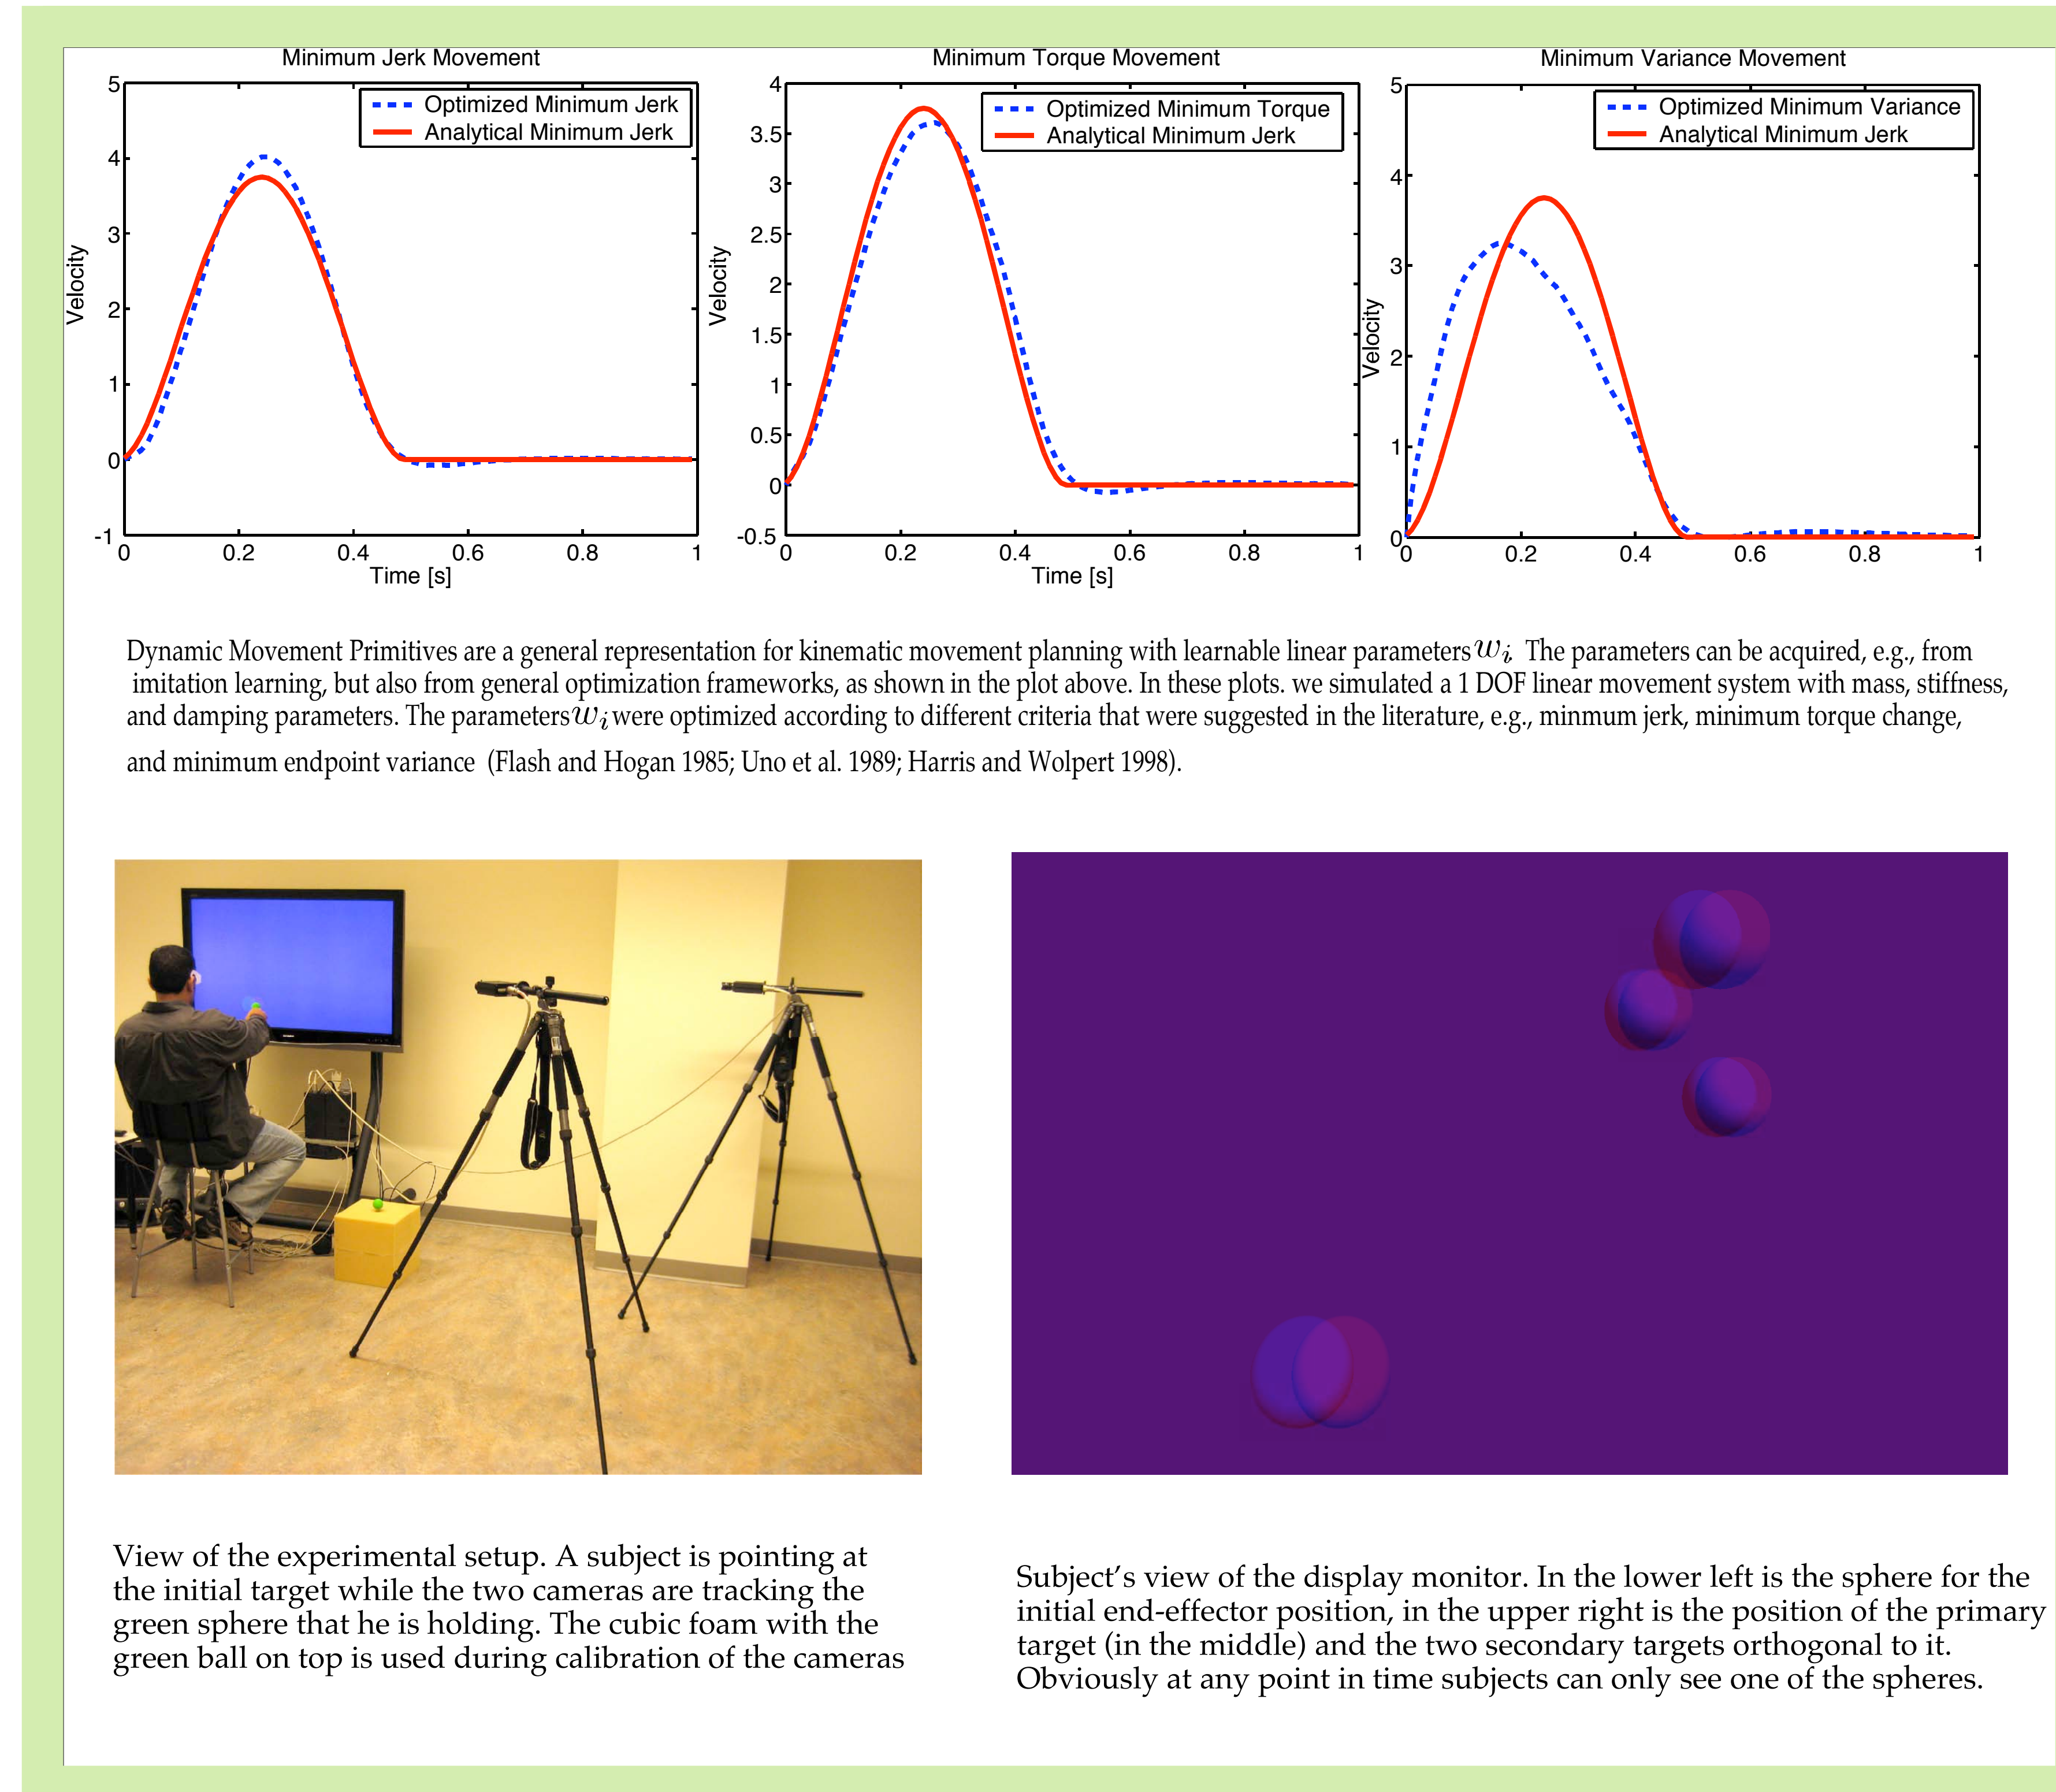 Minimum Jerk Movement
5
4
3
2
1
0
-1
Velocity
Optimized Minimum Jerk
Analytical Minimum Jerk
0 0.2 0.4 0.6 0.8 1
Time [s]
Minimum Torque Movement
4
3.5
3
2.5
2
1.5
1
0.5
0
-0.5
Velocity
Optimized Minimum Torque
Analytical Minimum Jerk
0 0.2 0.4 0.6 0.8 1
Time [s]
Minimum Variance Movement
5
4
3
2
1
0
Velocity
Optimized Minimum Variance
Analytical Minimum Jerk
0 0.2 0.4 0.6 0.8 1
Dynamic Movement Primitives are a general representation for kinematic movement planning with learnable linear parameters w_i. The parameters can be acquired, e.g., from
imitation learning, but also from general optimization frameworks, as shown in the plot above. In these plots. we simulated a 1 DOF linear movement system with mass, stiffness,
and damping parameters. The parameters w_i were optimized according to different criteria that were suggested in the literature, e.g., minmum jerk, minimum torque change,
and minimum endpoint variance (Flash and Hogan 1985; Uno et al. 1989; Harris and Wolpert 1998).
View of the experimental setup. A subject is pointing at
the initial target while the two cameras are tracking the
green sphere that he is holding. The cubic foam with the
green ball on top is used during calibration of the cameras
Subject's view of the display monitor. In the lower left is the sphere for the
initial end-effector position, in the upper right is the position of the primary
target (in the middle) and the two secondary targets orthogonal to it.
Obviously at any point in time subjects can only see one of the spheres.